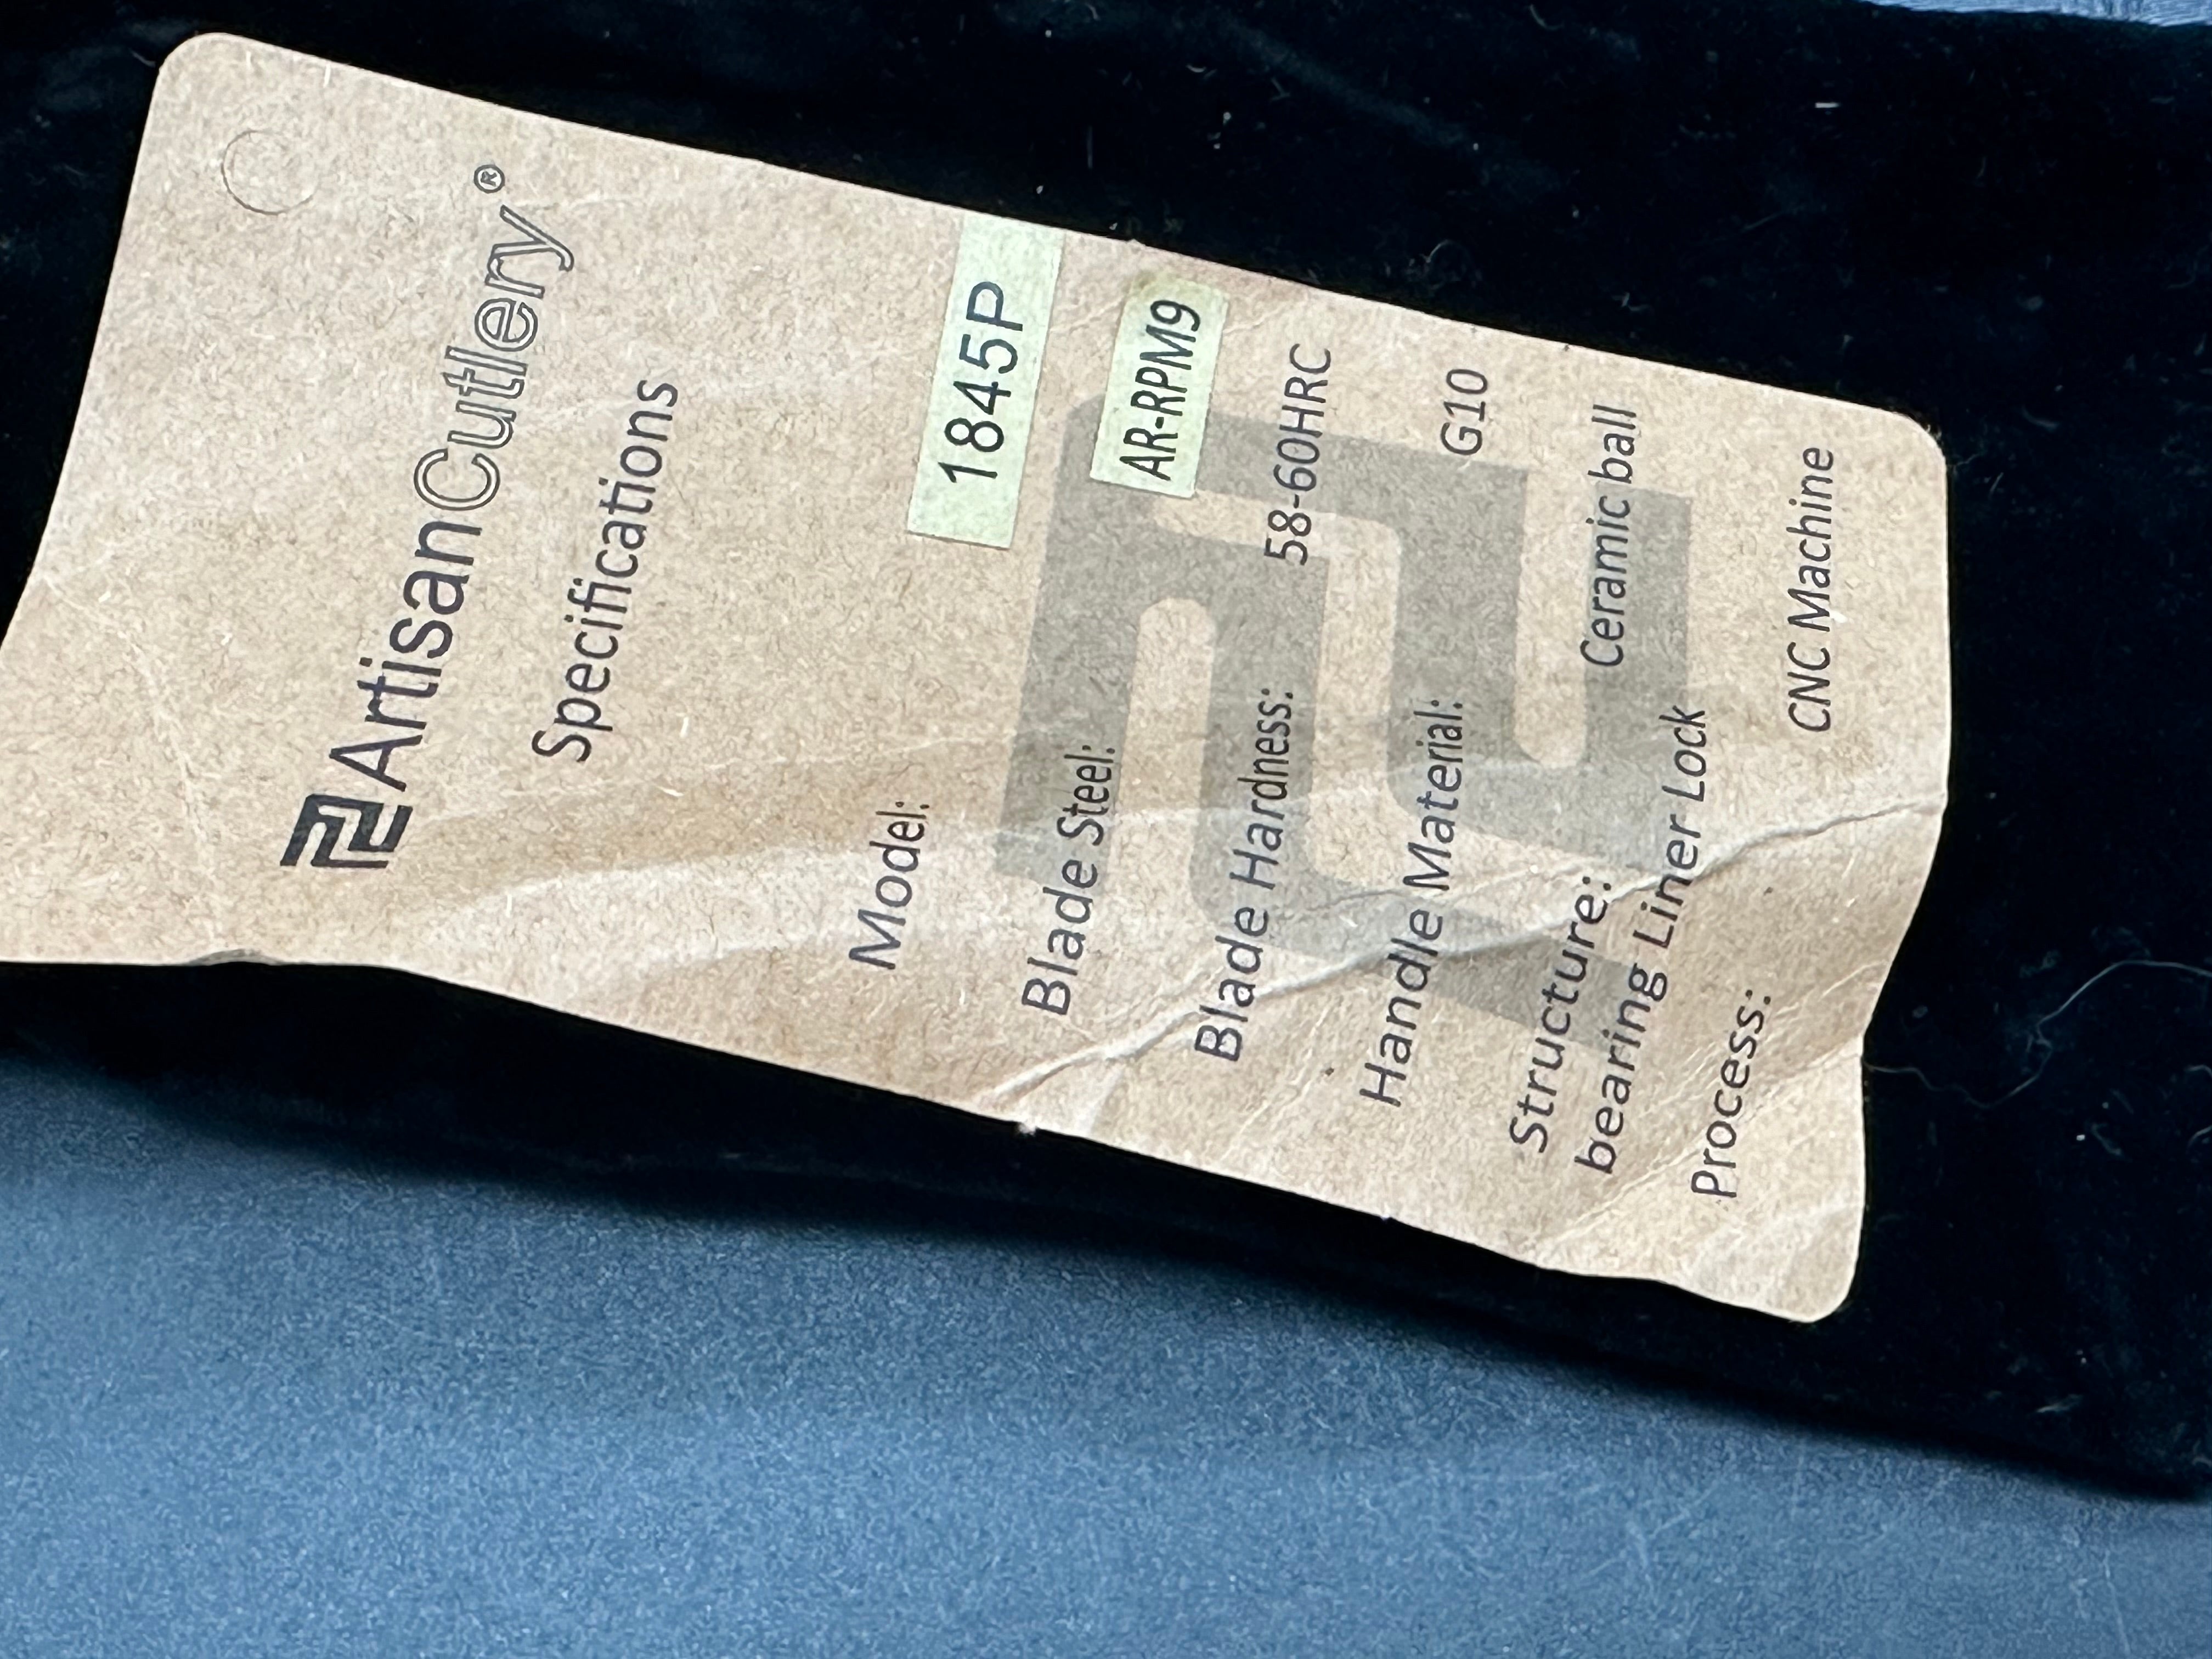 ArtisanCutlery®
Specifications
Model: 1845P
Blade Steel: AR-RPM9
Blade Hardness: 58-60HRC
Handle Material: G10
Structure: Ceramic ball
bearing Liner Lock
Process: CNC Machine